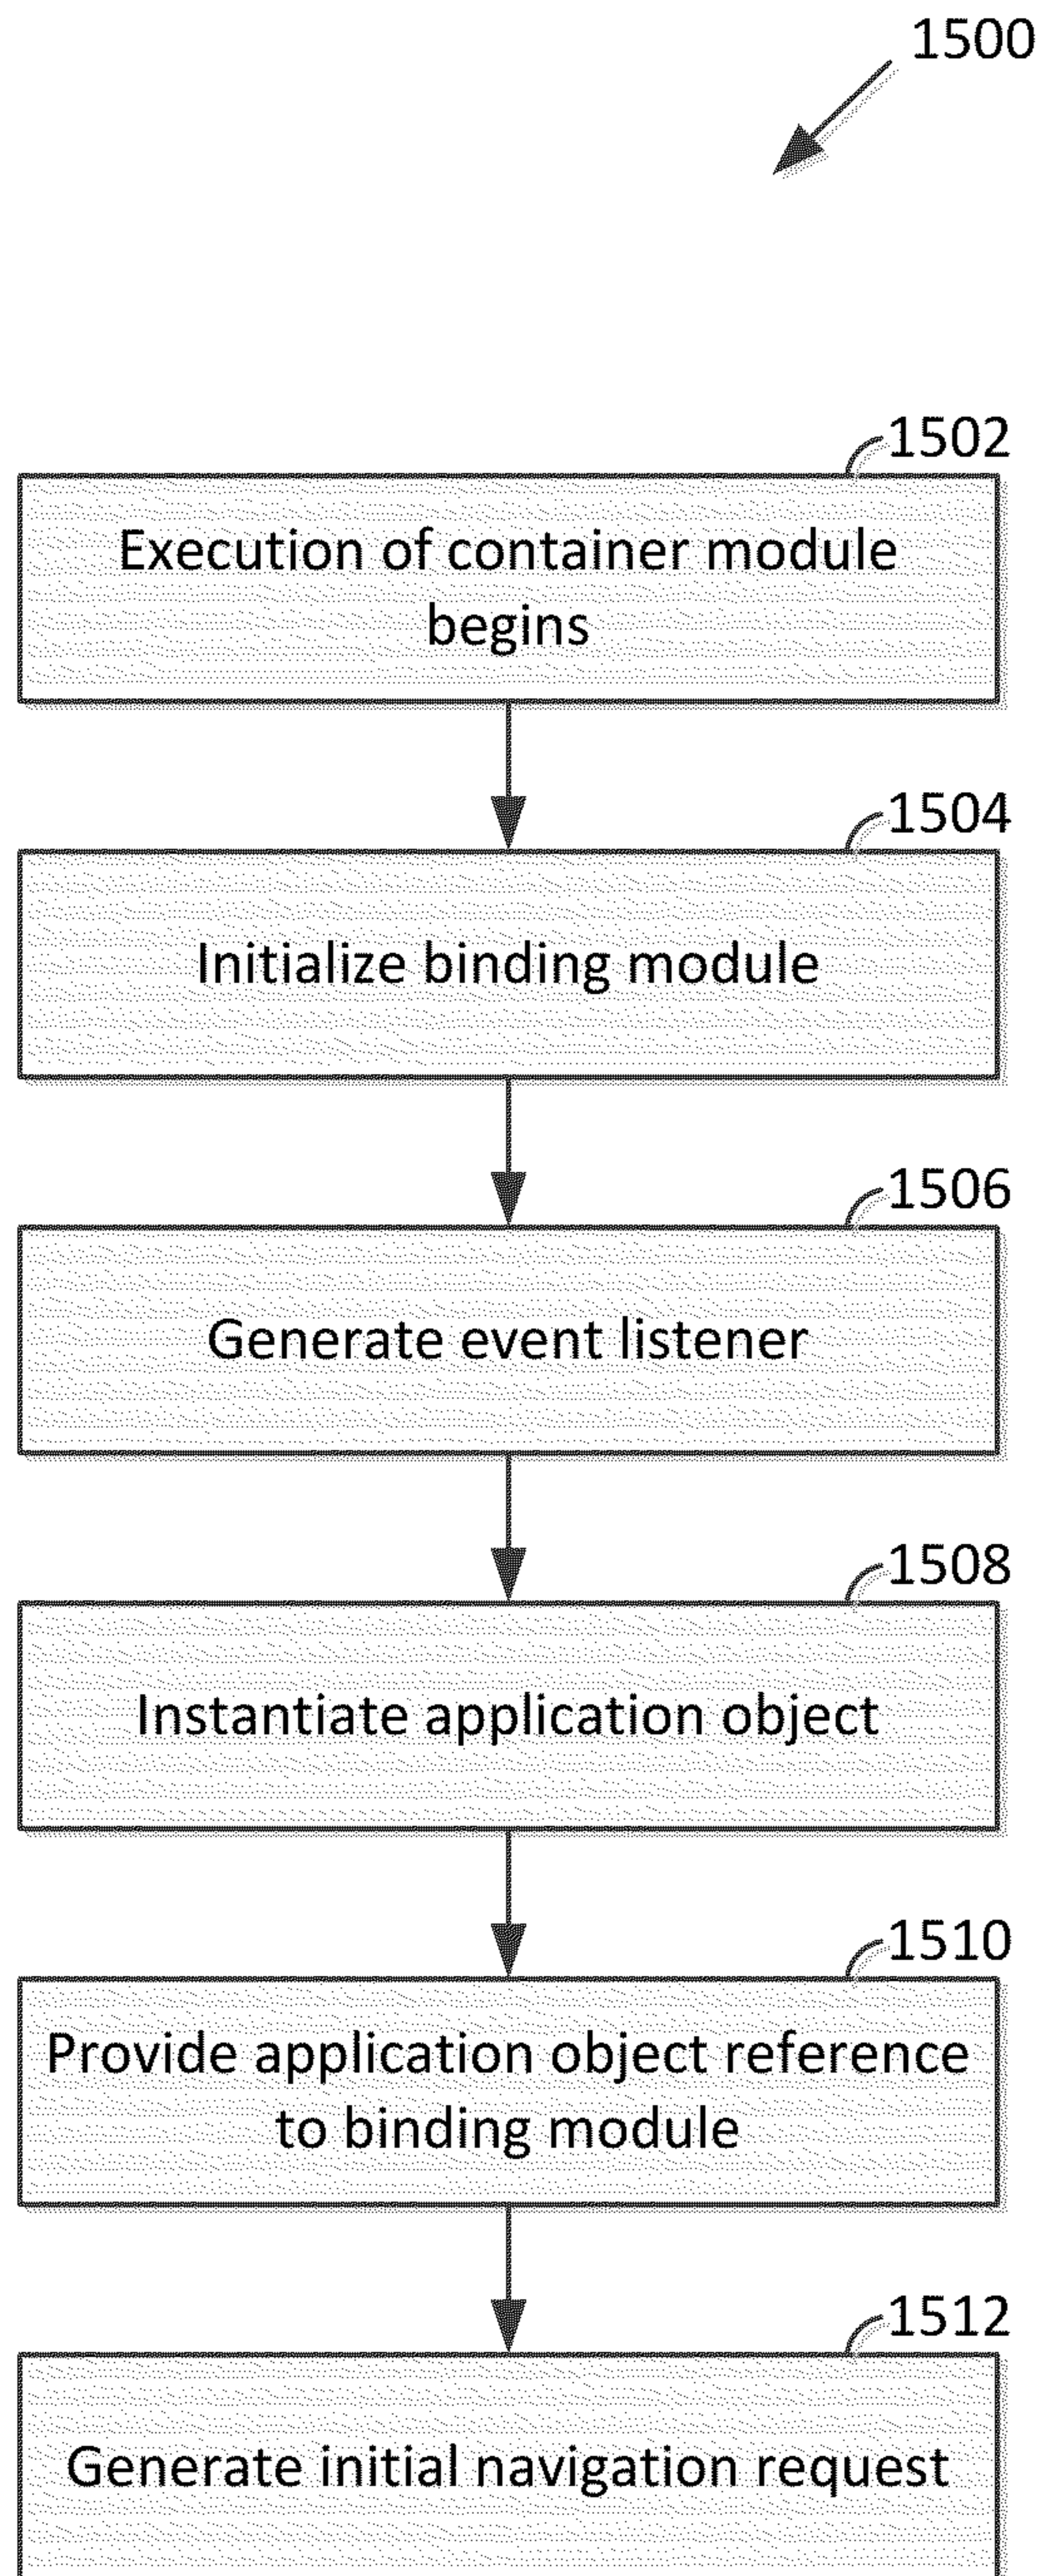 1500
1502
Execution of container module
begins
1504
Initialize binding module
1506
Generate event listener
1508
Instantiate application object
1510
Provide application object reference
to binding module
1512
Generate initial navigation request